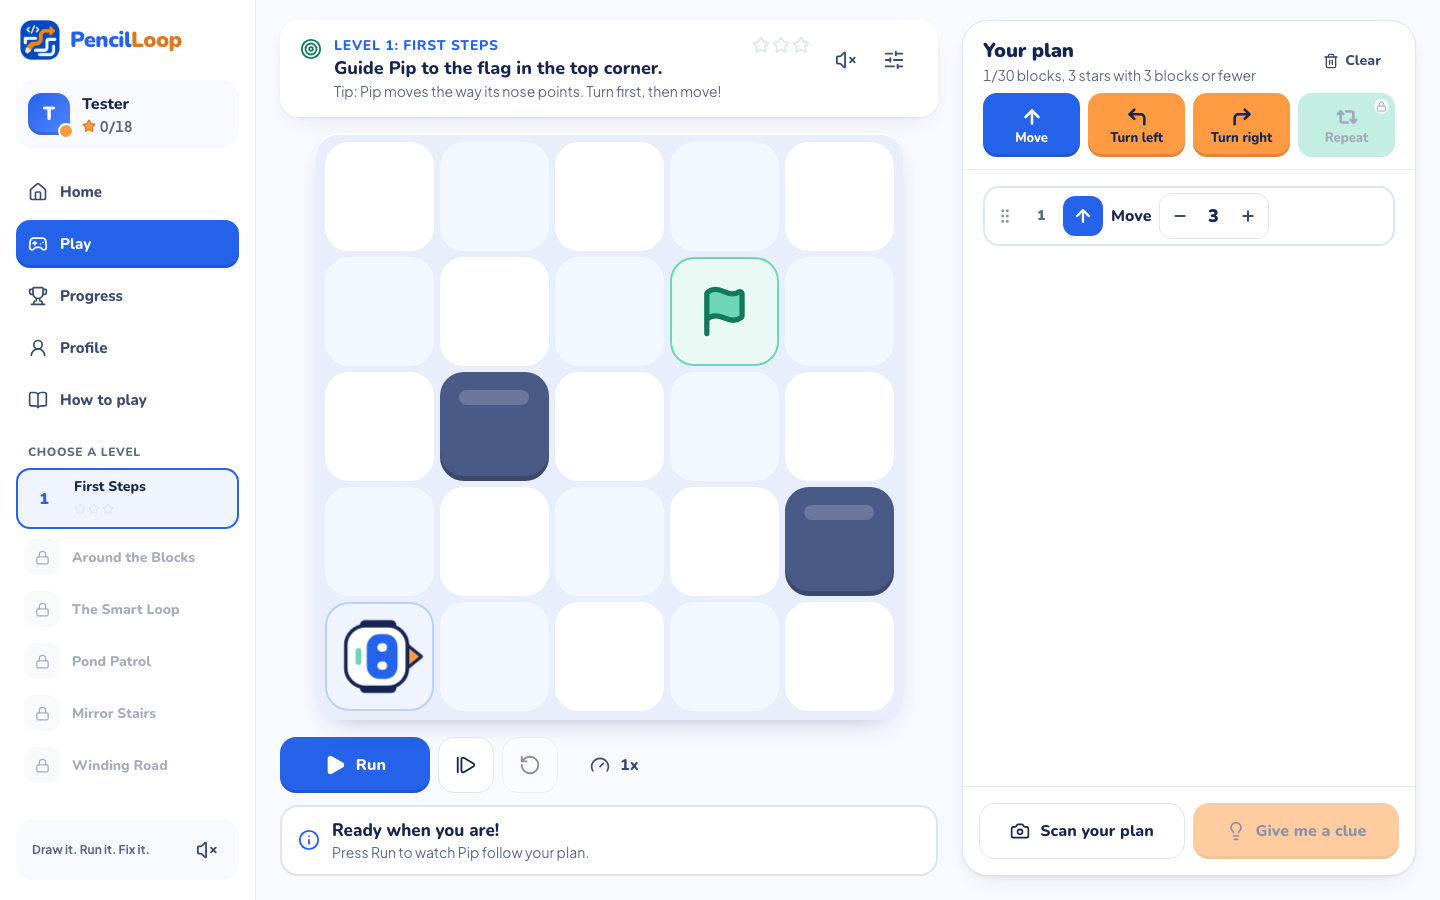 PencilLoop
T
Tester
0/18
Home
Play
Progress
Profile
How to play
CHOOSE A LEVEL
1
First Steps
Around the Blocks
The Smart Loop
Pond Patrol
Mirror Stairs
Winding Road
Draw it. Run it. Fix it.
LEVEL 1: FIRST STEPS
Guide Pip to the flag in the top corner.
Tip: Pip moves the way its nose points. Turn first, then move!
Run
1x
Ready when you are!
Press Run to watch Pip follow your plan.
Your plan
1/30 blocks, 3 stars with 3 blocks or fewer
Clear
Move
Turn left
Turn right
Repeat
1 Move − 3 +
Scan your plan
Give me a clue